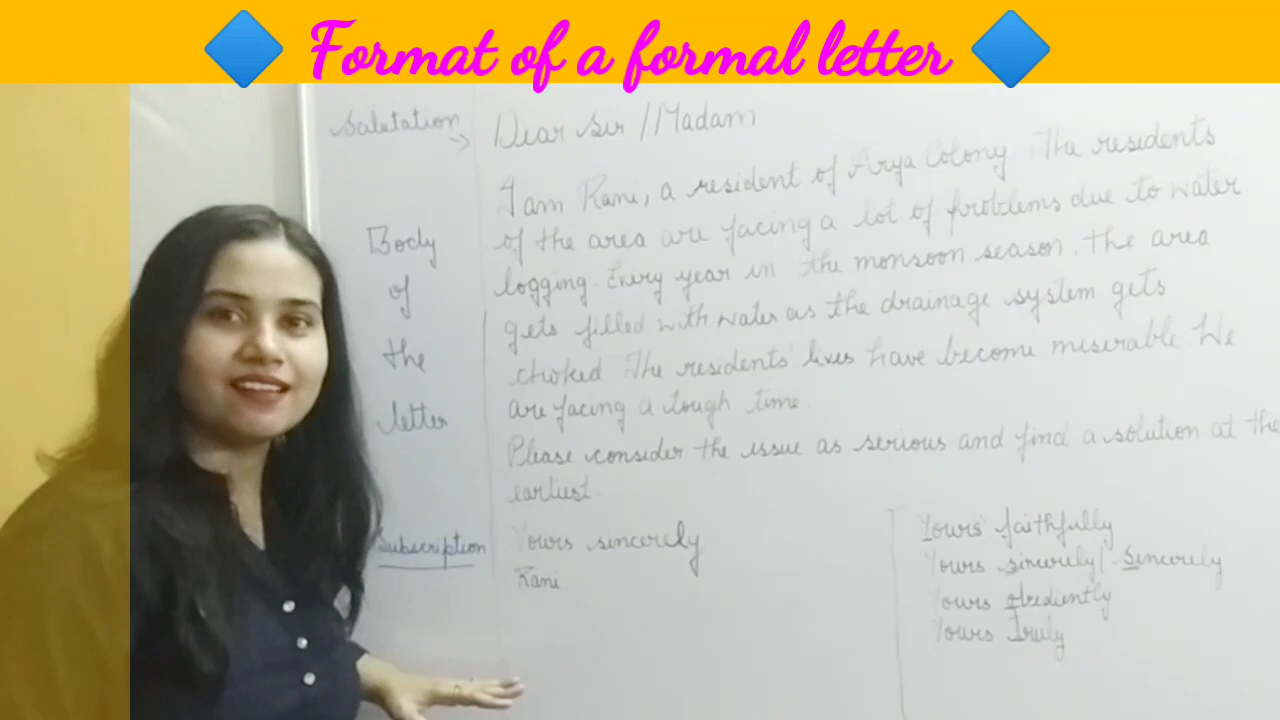 Format of a formal letter
Salutation
Dear Sir / Madam
I am Rani, a resident of Arya Colony. The residents
of the area are facing a lot of problems due to water
logging. Every year in the monsoon season. The area
gets filled with water as the drainage system gets
choked The residents' lives have become miserable We
are facing a tough time.
Please consider the issue as serious and find a solution at the
earliest
Body
of
the
letter
Subscription
Yours sincerely
Rani
Yours faithfully
Yours sincerely/ Sincerely
Yours obediently
Yours Truly